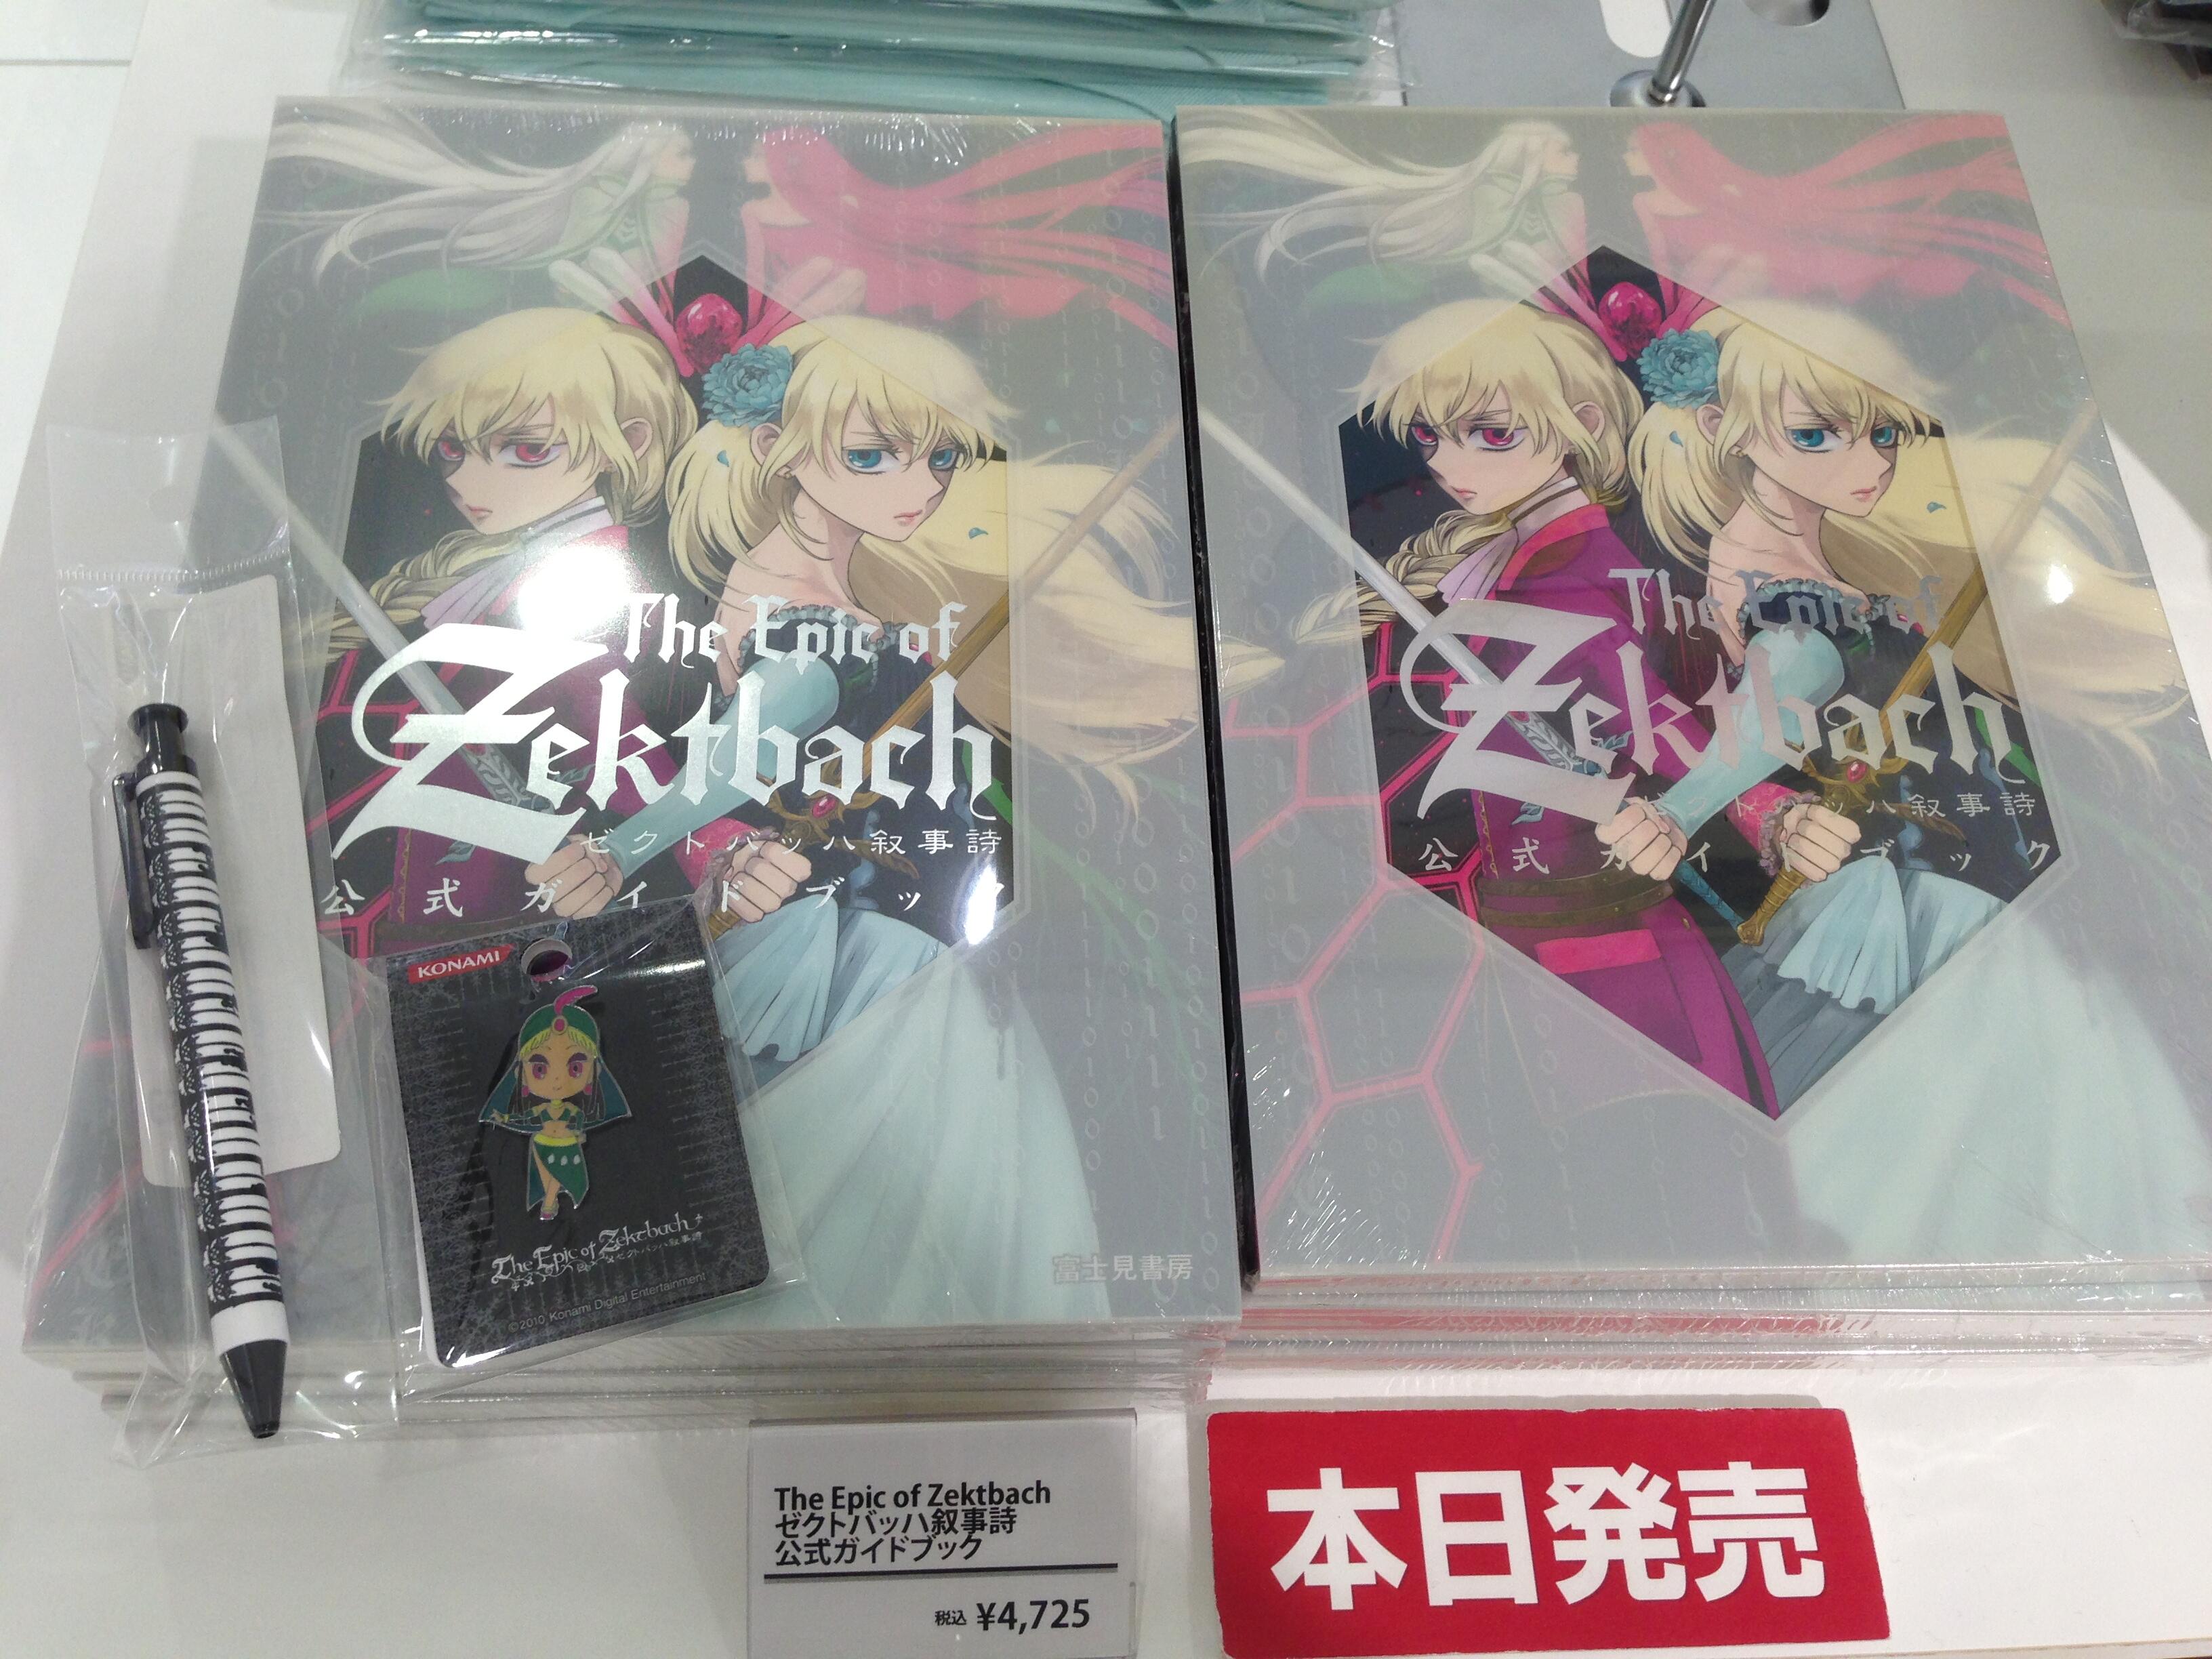 The Epic of
Zektbach
ゼクトバッハ叙事詩
公式ガイドブック
KONAMI
The Epic of Zektbach
ゼクトバッハ叙事詩
©2010 Konami Digital Entertainment
富士見書房
The Epic of
Zektbach
ゼクトバッハ叙事詩
公式ガイドブック
The Epic of Zektbach
ゼクトバッハ叙事詩
公式ガイドブック
税込 ¥4,725
本日発売